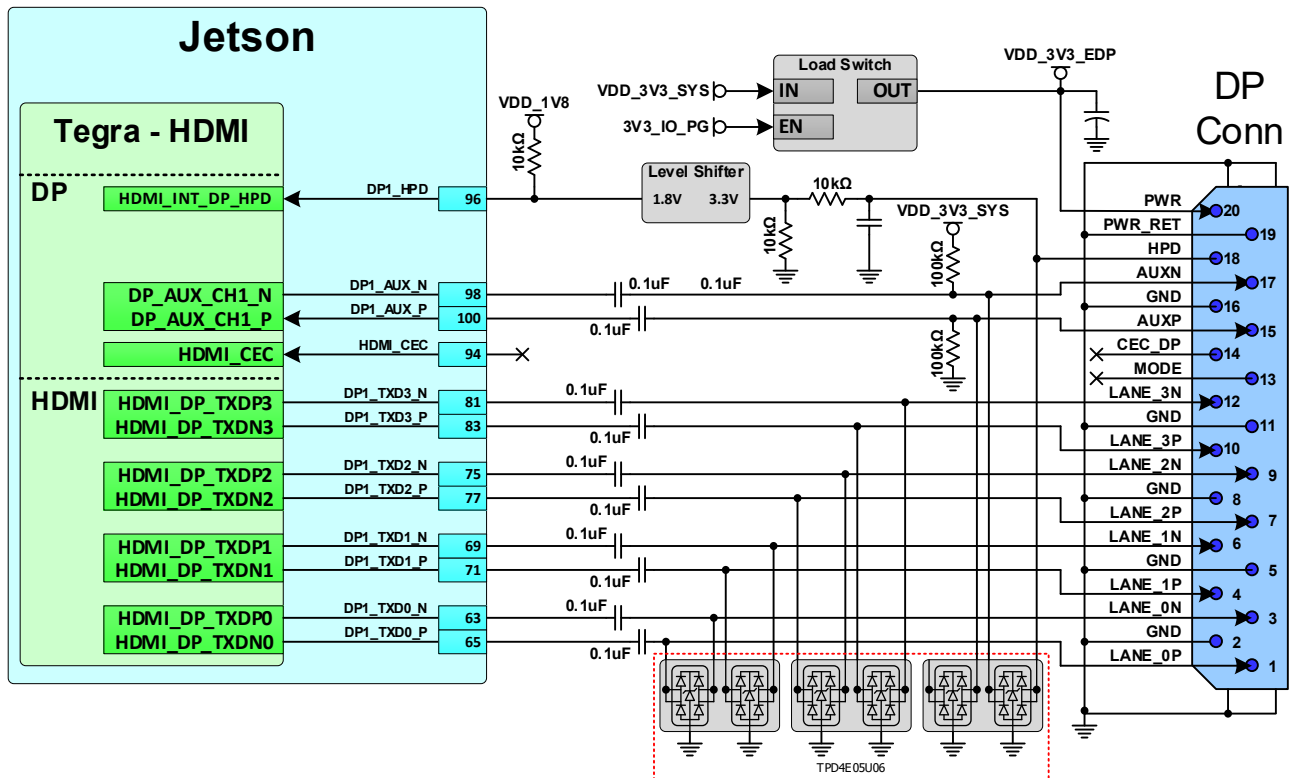 Jetson
Tegra - HDMI
DP
HDMI_INT_DP_HPD
DP_AUX_CH1_N
DP_AUX_CH1_P
HDMI_CEC
HDMI
HDMI_DP_TXDP3
HDMI_DP_TXDN3
HDMI_DP_TXDP2
HDMI_DP_TXDN2
HDMI_DP_TXDP1
HDMI_DP_TXDN1
HDMI_DP_TXDP0
HDMI_DP_TXDN0
DP1_HPD
DP1_AUX_N
DP1_AUX_P
HDMI_CEC
DP1_TXD3_N
DP1_TXD3_P
DP1_TXD2_N
DP1_TXD2_P
DP1_TXD1_N
DP1_TXD1_P
DP1_TXD0_N
DP1_TXD0_P
96
98
100
94
81
83
75
77
69
71
63
65
VDD_1V8
10kΩ
VDD_3V3_SYS
3V3_IO_PG
Load Switch
IN
OUT
EN
VDD_3V3_EDP
Level Shifter
1.8V
3.3V
10kΩ
10kΩ
VDD_3V3_SYS
100kΩ
100kΩ
0.1uF
0.1uF
0.1uF
0.1uF
0.1uF
0.1uF
0.1uF
0.1uF
0.1uF
0.1uF
0.1uF
TPD4E05U06
DP
Conn
PWR
PWR_RET
HPD
AUXN
GND
AUXP
CEC_DP
MODE
LANE_3N
GND
LANE_3P
LANE_2N
GND
LANE_2P
LANE_1N
GND
LANE_1P
LANE_0N
GND
LANE_0P
20
19
18
17
16
15
14
13
12
11
10
9
8
7
6
5
4
3
2
1